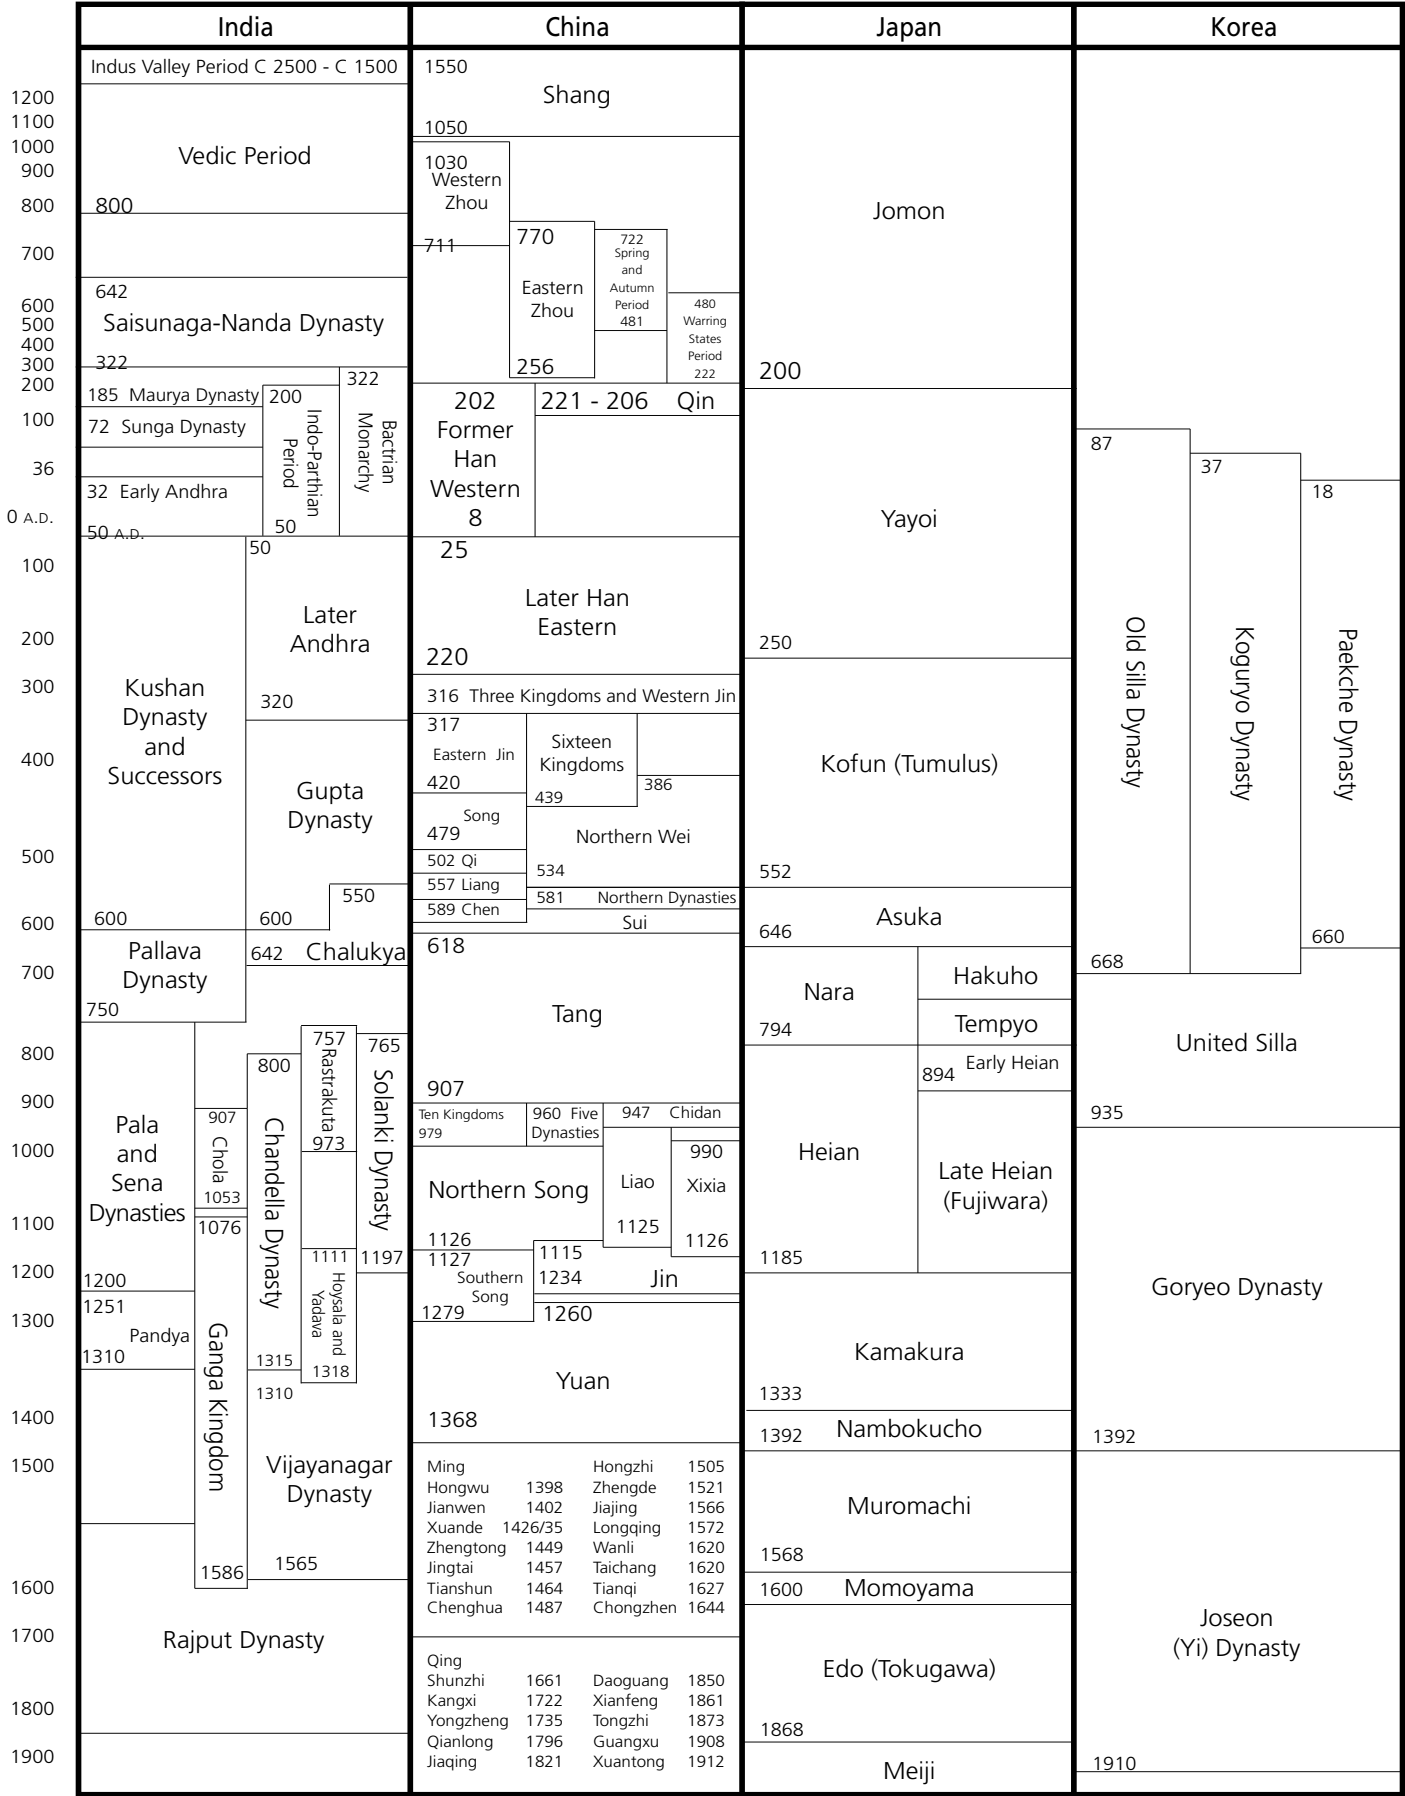 India
China
Japan
Korea
1200
1100
1000
900
800
700
600
500
400
300
200
100
36
0 A.D.
100
200
300
400
500
600
700
800
900
1000
1100
1200
1300
1400
1500
1600
1700
1800
1900
Indus Valley Period C 2500 - C 1500
Vedic Period
800
642
Saisunaga-Nanda Dynasty
322
185 Maurya Dynasty
72 Sunga Dynasty
32 Early Andhra
50 A.D.
200
Indo-Parthian
Period
50
322
Bactrian
Monarchy
Kushan
Dynasty
and
Successors
600
50
Later
Andhra
320
Gupta
Dynasty
600
550
642 Chalukya
Pallava
Dynasty
750
Pala
and
Sena
Dynasties
1200
1251
Pandya
1310
907
Chola
1053
1076
Ganga Kingdom
1586
800
Chandella Dynasty
1315
757
Rastrakuta
973
1111
Hoysala and
Yadava
1318
765
Solanki Dynasty
1197
1310
Vijayanagar
Dynasty
1565
Rajput Dynasty
1550
Shang
1050
1030
Western
Zhou
711
770
Eastern
Zhou
256
722
Spring
and
Autumn
Period
481
480
Warring
States
Period
222
202
Former
Han
Western
8
221 - 206 Qin
25
Later Han
Eastern
220
316 Three Kingdoms and Western Jin
317
Eastern Jin
420
Sixteen
Kingdoms
439
386
Song
479
Northern Wei
534
502 Qi
557 Liang
589 Chen
581 Northern Dynasties
Sui
618
Tang
907
Ten Kingdoms
979
960 Five
Dynasties
947 Chidan
Northern Song
1126
Liao
1125
990
Xixia
1126
1127
Southern
Song
1279
1115
1234 Jin
1260
Yuan
1368
Ming Hongzhi 1505
Hongwu 1398 Zhengde 1521
Jianwen 1402 Jiajing 1566
Xuande 1426/35 Longqing 1572
Zhengtong 1449 Wanli 1620
Jingtai 1457 Taichang 1620
Tianshun 1464 Tianqi 1627
Chenghua 1487 Chongzhen 1644
Qing
Shunzhi 1661 Daoguang 1850
Kangxi 1722 Xianfeng 1861
Yongzheng 1735 Tongzhi 1873
Qianlong 1796 Guangxu 1908
Jiaqing 1821 Xuantong 1912
Jomon
200
Yayoi
250
Kofun (Tumulus)
552
Asuka
646
Nara
794
Hakuho
Tempyo
Heian
1185
894 Early Heian
Late Heian
(Fujiwara)
Kamakura
1333
1392 Nambokucho
Muromachi
1568
1600 Momoyama
Edo (Tokugawa)
1868
Meiji
87
Old Silla Dynasty
668
37
Koguryo Dynasty
18
Paekche Dynasty
660
United Silla
935
Goryeo Dynasty
1392
Joseon
(Yi) Dynasty
1910